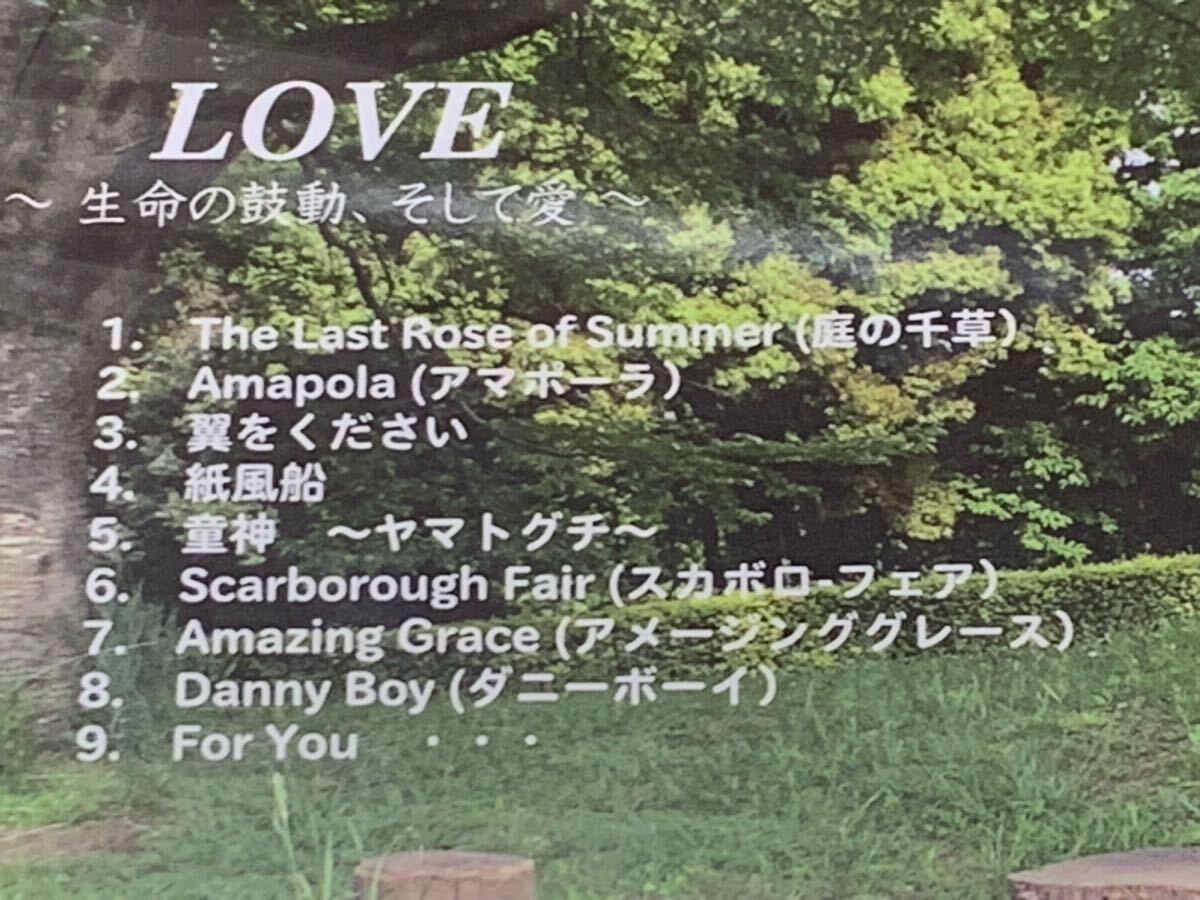 LOVE
～ 生命の鼓動、そして愛 ～
1. The Last Rose of Summer (庭の千草)
2. Amapola (アマポーラ)
3. 翼をください
4. 紙風船
5. 童神 ～ヤマトグチ～
6. Scarborough Fair (スカボロ-フェア)
7. Amazing Grace (アメージンググレース)
8. Danny Boy (ダニーボーイ)
9. For You ・・・